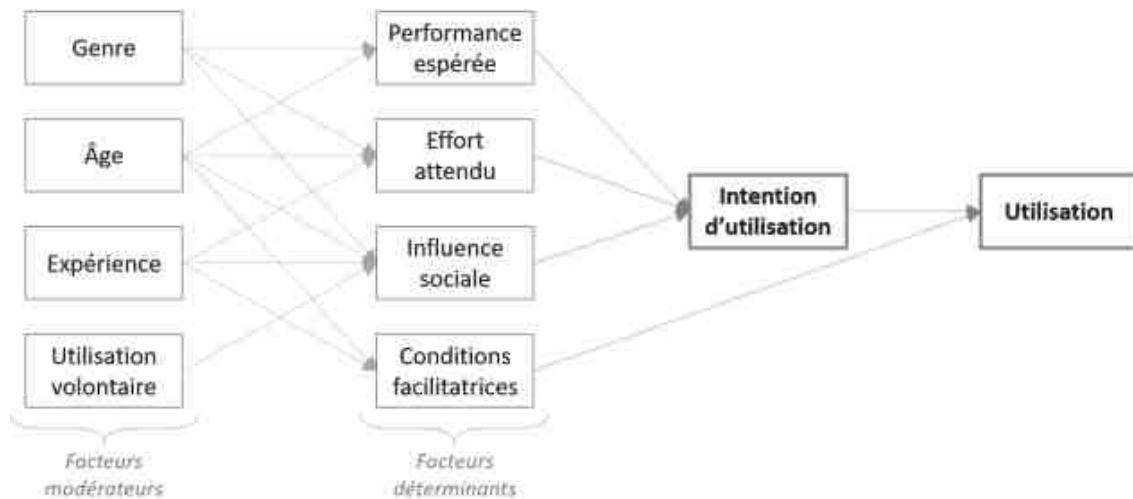 Genre
Performance
espérée
Âge
Effort
attendu
Intention
d'utilisation
Utilisation
Expérience
Influence
sociale
Utilisation
volontaire
Conditions
facilitatrices
Facteurs
modérateurs
Facteurs
déterminants